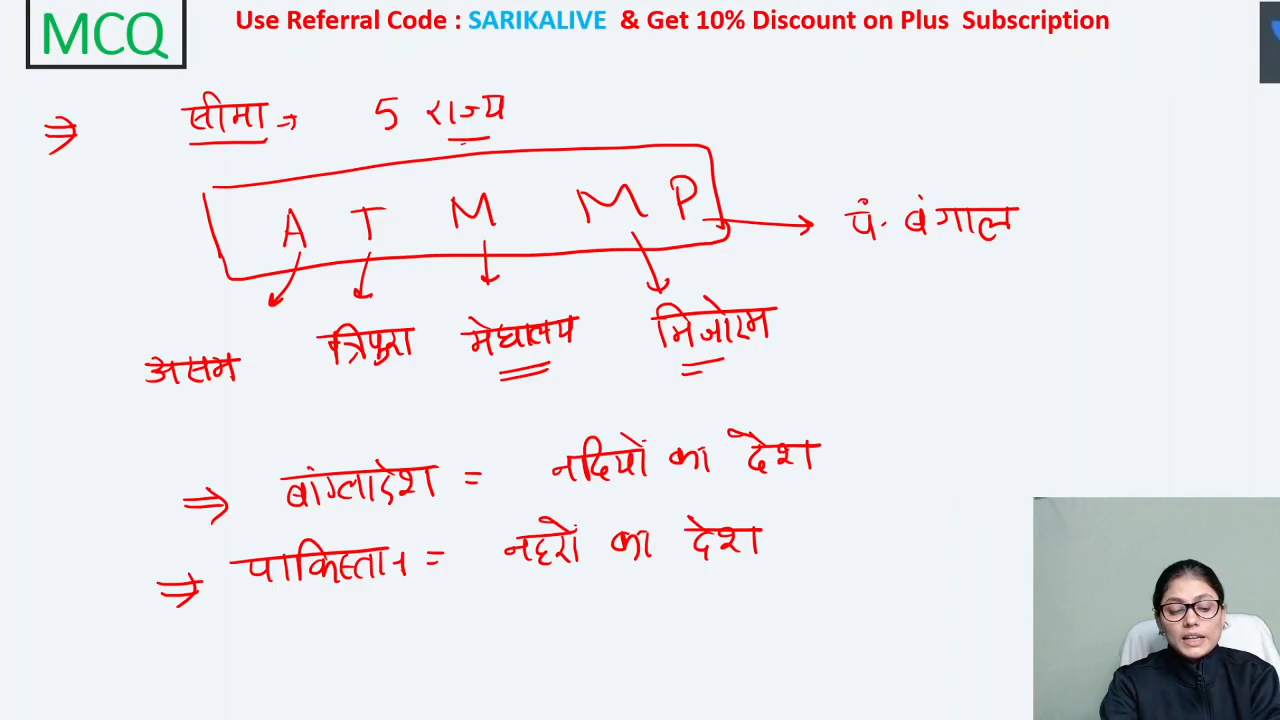 MCQ
Use Referral Code : SARIKALIVE & Get 10% Discount on Plus Subscription
⇒ सीमा → 5 राज्य
A T M M P → पं. बंगाल
असम त्रिपुरा मेघालय मिजोरम
⇒ बांग्लादेश = नदियों का देश
⇒ पाकिस्तान = नहरों का देश